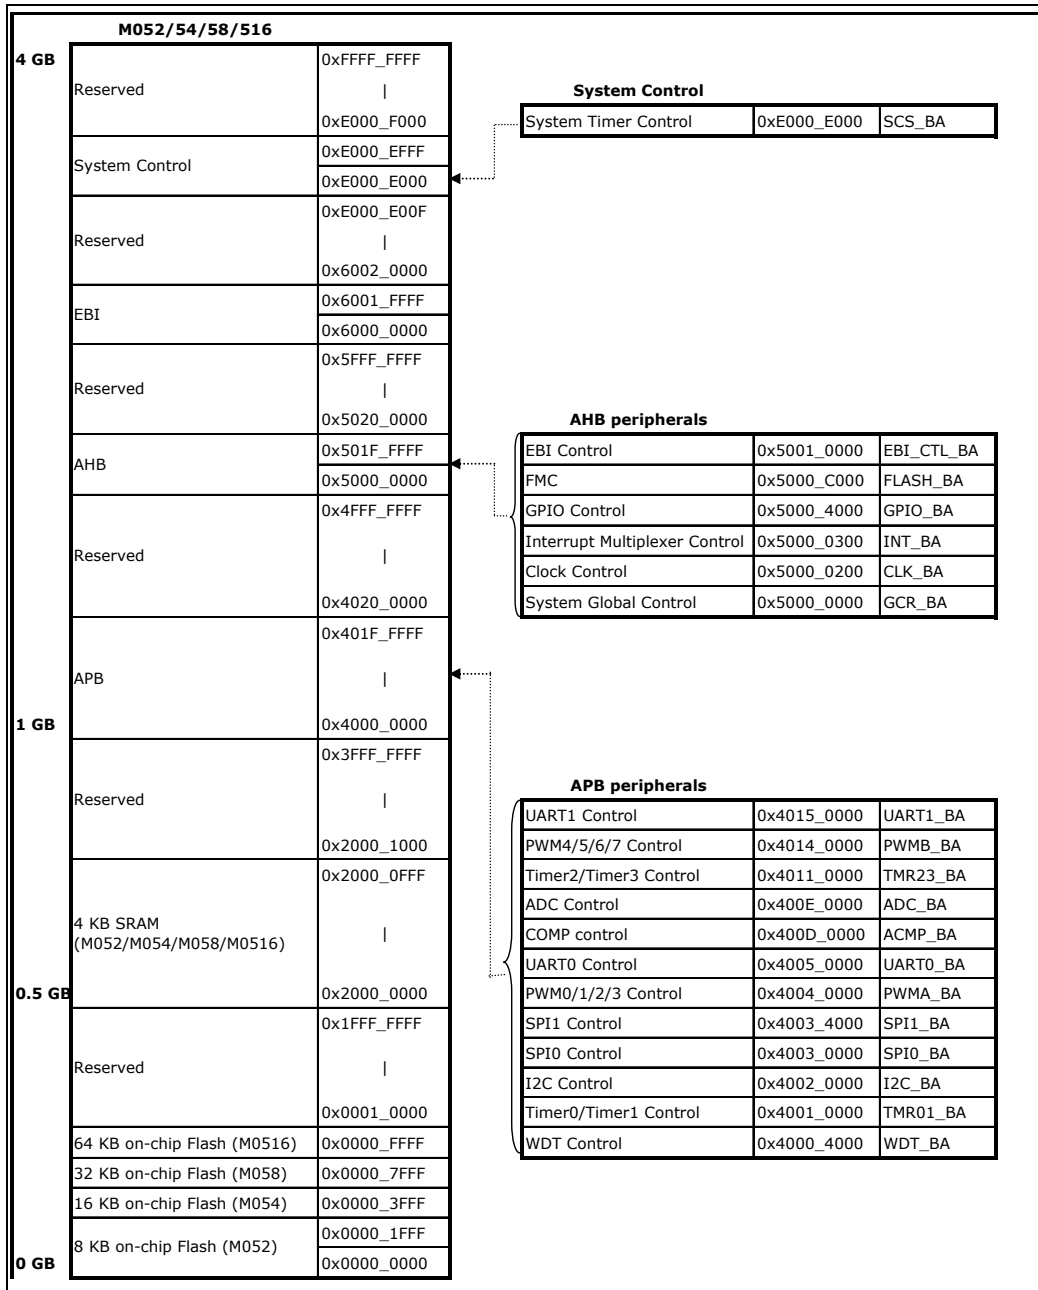 M052/54/58/516
4 GB
Reserved
0xFFFF_FFFF
|
0xE000_F000
System Control
0xE000_EFFF
0xE000_E000
Reserved
0xE000_E00F
|
0x6002_0000
EBI
0x6001_FFFF
0x6000_0000
Reserved
0x5FFF_FFFF
|
0x5020_0000
AHB
0x501F_FFFF
0x5000_0000
Reserved
0x4FFF_FFFF
|
0x4020_0000
APB
0x401F_FFFF
|
1 GB
0x4000_0000
Reserved
0x3FFF_FFFF
|
0x2000_1000
4 KB SRAM
(M052/M054/M058/M0516)
0x2000_0FFF
|
0.5 GB
0x2000_0000
Reserved
0x1FFF_FFFF
|
0x0001_0000
64 KB on-chip Flash (M0516) 0x0000_FFFF
32 KB on-chip Flash (M058) 0x0000_7FFF
16 KB on-chip Flash (M054) 0x0000_3FFF
8 KB on-chip Flash (M052)
0x0000_1FFF
0 GB
0x0000_0000
System Control
System Timer Control 0xE000_E000 SCS_BA
AHB peripherals
EBI Control 0x5001_0000 EBI_CTL_BA
FMC 0x5000_C000 FLASH_BA
GPIO Control 0x5000_4000 GPIO_BA
Interrupt Multiplexer Control 0x5000_0300 INT_BA
Clock Control 0x5000_0200 CLK_BA
System Global Control 0x5000_0000 GCR_BA
APB peripherals
UART1 Control 0x4015_0000 UART1_BA
PWM4/5/6/7 Control 0x4014_0000 PWMB_BA
Timer2/Timer3 Control 0x4011_0000 TMR23_BA
ADC Control 0x400E_0000 ADC_BA
COMP control 0x400D_0000 ACMP_BA
UART0 Control 0x4005_0000 UART0_BA
PWM0/1/2/3 Control 0x4004_0000 PWMA_BA
SPI1 Control 0x4003_4000 SPI1_BA
SPI0 Control 0x4003_0000 SPI0_BA
I2C Control 0x4002_0000 I2C_BA
Timer0/Timer1 Control 0x4001_0000 TMR01_BA
WDT Control 0x4000_4000 WDT_BA